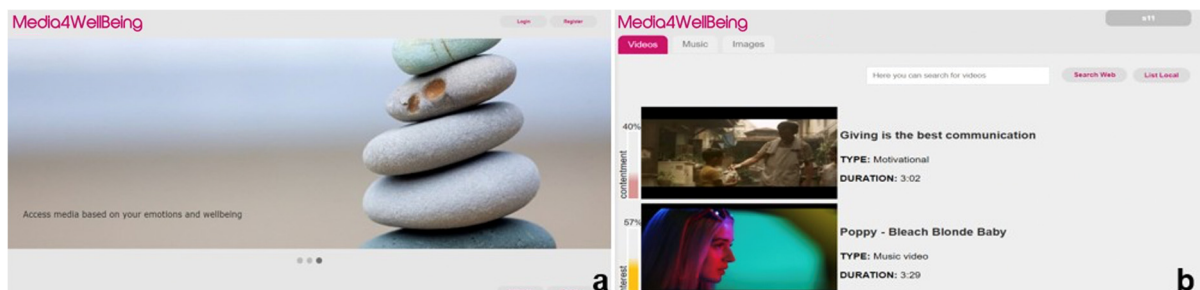 Media4WellBeing
Login
Register
Access media based on your emotions and wellbeing
a
Media4WellBeing
e11
Videos
Music
Images
Here you can search for videos
Search Web
List Local
40%
contentment
Giving is the best communication
TYPE: Motivational
DURATION: 3:02
57%
Poppy - Bleach Blonde Baby
TYPE: Music video
DURATION: 3:29
b